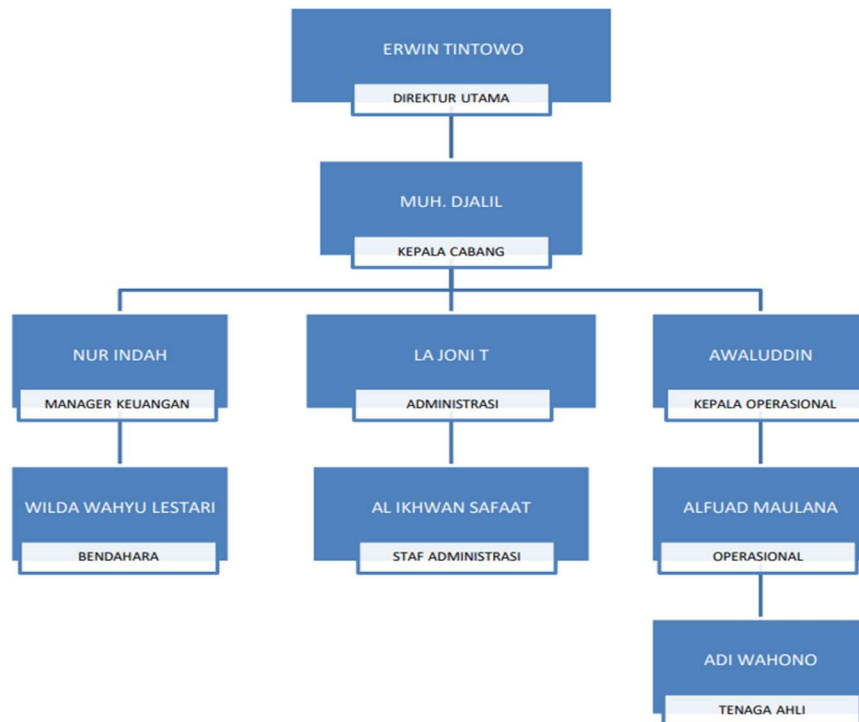 ERWIN TINTOWO
DIREKTUR UTAMA
MUH. DJALIL
KEPALA CABANG
NUR INDAH
MANAGER KEUANGAN
LA JONI T
ADMINISTRASI
AWALUDDIN
KEPALA OPERASIONAL
WILDA WAHYU LESTARI
BENDAHARA
AL IKHWAN SAFAAT
STAF ADMINISTRASI
ALFUAD MAULANA
OPERASIONAL
ADI WAHONO
TENAGA AHLI